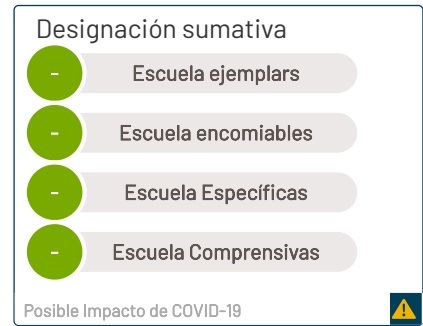 Designación sumativa
- Escuela ejemplars
- Escuela encomiables
- Escuela Específicas
- Escuela Comprensivas
Posible Impacto de COVID-19